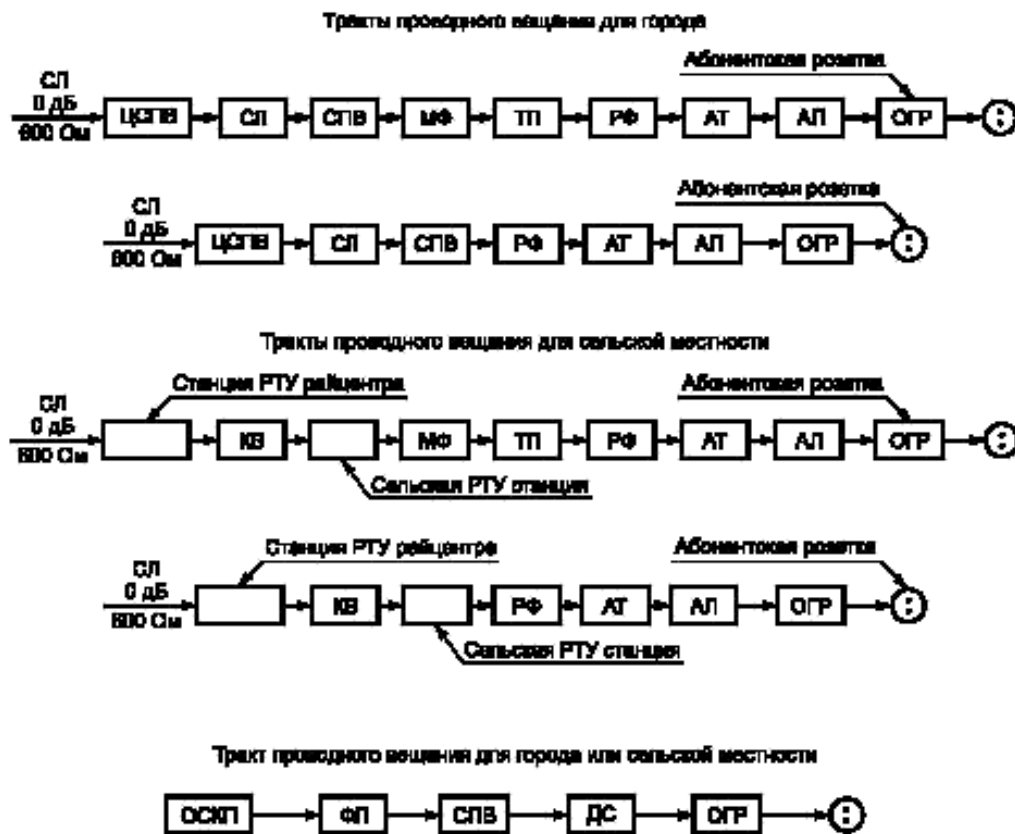 Тракты проводного вещания для города
Абонентская розетка
СЛ
0 дБ
600 Ом
ЦСПВ СЛ СПВ МФ ТП РФ АТ АЛ ОГР
Абонентская розетка
СЛ
0 дБ
600 Ом
ЦСПВ СЛ СПВ РФ АТ АЛ ОГР
Тракты проводного вещания для сельской местности
Станция РТУ райцентра Абонентская розетка
СЛ
0 дБ
600 Ом
КВ МФ ТП РФ АТ АЛ ОГР
Сельская РТУ станция
Станция РТУ райцентра Абонентская розетка
СЛ
0 дБ
600 Ом
КВ РФ АТ АЛ ОГР
Сельская РТУ станция
Тракт проводного вещания для города или сельской местности
ОСКП ФП СПВ ДС ОГР